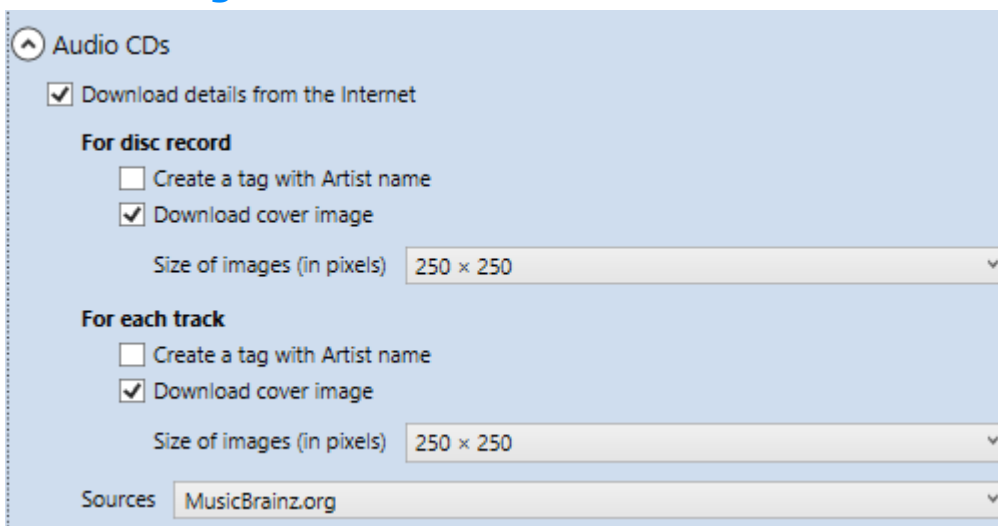 Audio CDs
Download details from the Internet
For disc record
Create a tag with Artist name
Download cover image
Size of images (in pixels) 250 × 250
For each track
Create a tag with Artist name
Download cover image
Size of images (in pixels) 250 × 250
Sources MusicBrainz.org